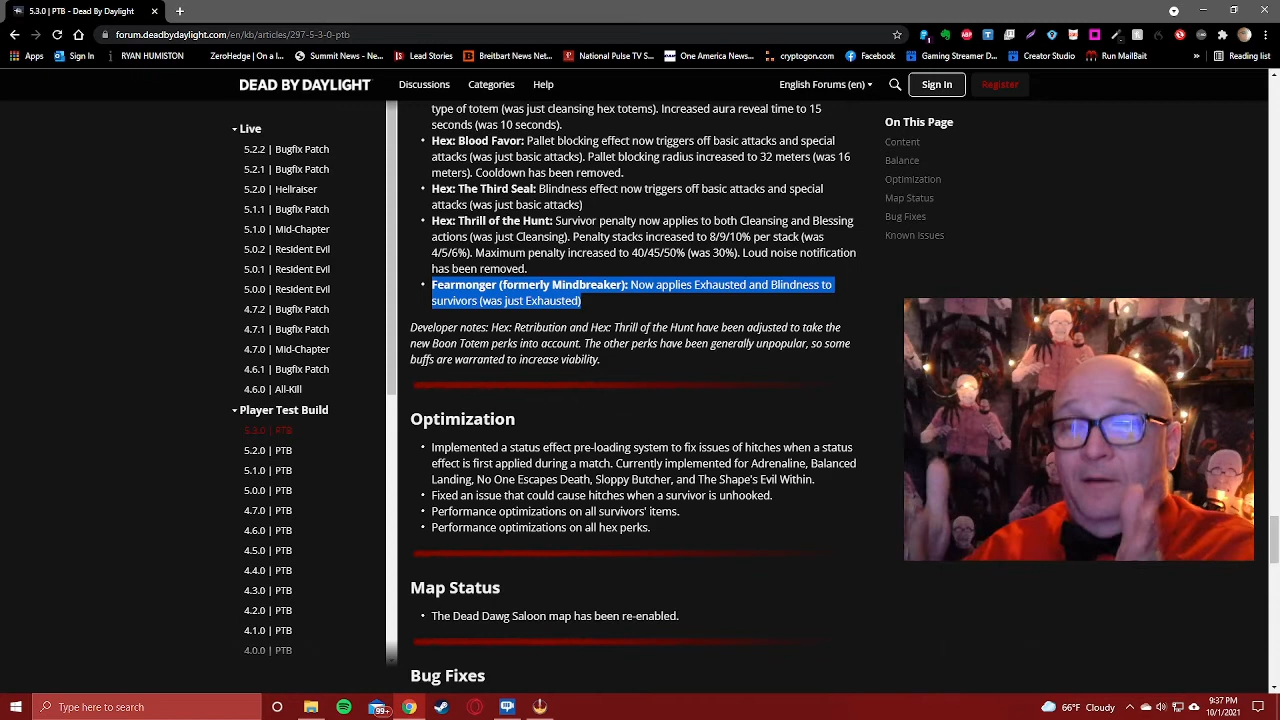 5.3.0 | PTB - Dead by Daylight
forum.deadbydaylight.com/en/kb/articles/297-5-3-0-ptb
Apps Sign In RYAN HUMISTON ZeroHedge | On a... Summit News -... Lead Stories Breitbart News Net... National Pulse TV S... One America News... cryptogon.com Facebook Gaming Streamer D... Creator Studio Run MailBait » Reading list
DEAD BY DAYLIGHT Discussions Categories Help English Forums (en) Sign In Register
Live
5.2.2 | Bugfix Patch
5.2.1 | Bugfix Patch
5.2.0 | Hellraiser
5.1.1 | Bugfix Patch
5.1.0 | Mid-Chapter
5.0.2 | Resident Evil
5.0.1 | Resident Evil
5.0.0 | Resident Evil
4.7.2 | Bugfix Patch
4.7.1 | Bugfix Patch
4.7.0 | Mid-Chapter
4.6.1 | Bugfix Patch
4.6.0 | All-Kill
Player Test Build
5.3.0 | PTB
5.2.0 | PTB
5.1.0 | PTB
5.0.0 | PTB
4.7.0 | PTB
4.6.0 | PTB
4.5.0 | PTB
4.4.0 | PTB
4.3.0 | PTB
4.2.0 | PTB
4.1.0 | PTB
4.0.0 | PTB
type of totem (was just cleansing hex totems). Increased aura reveal time to 15
seconds (was 10 seconds).
• Hex: Blood Favor: Pallet blocking effect now triggers off basic attacks and special
attacks (was just basic attacks). Pallet blocking radius increased to 32 meters (was 16
meters). Cooldown has been removed.
• Hex: The Third Seal: Blindness effect now triggers off basic attacks and special
attacks (was just basic attacks)
• Hex: Thrill of the Hunt: Survivor penalty now applies to both Cleansing and Blessing
actions (was just Cleansing). Penalty stacks increased to 8/9/10% per stack (was
4/5/6%). Maximum penalty increased to 40/45/50% (was 30%). Loud noise notification
has been removed.
• Fearmonger (formerly Mindbreaker): Now applies Exhausted and Blindness to
survivors (was just Exhausted)
Developer notes: Hex: Retribution and Hex: Thrill of the Hunt have been adjusted to take the
new Boon Totem perks into account. The other perks have been generally unpopular, so some
buffs are warranted to increase viability.
Optimization
• Implemented a status effect pre-loading system to fix issues of hitches when a status
effect is first applied during a match. Currently implemented for Adrenaline, Balanced
Landing, No One Escapes Death, Sloppy Butcher, and The Shape's Evil Within.
• Fixed an issue that could cause hitches when a survivor is unhooked.
• Performance optimizations on all survivors' items.
• Performance optimizations on all hex perks.
Map Status
• The Dead Dawg Saloon map has been re-enabled.
Bug Fixes
On This Page
Content
Balance
Optimization
Map Status
Bug Fixes
Known Issues
Type here to search
99+
66°F Cloudy
9:37 PM
10/1/2021